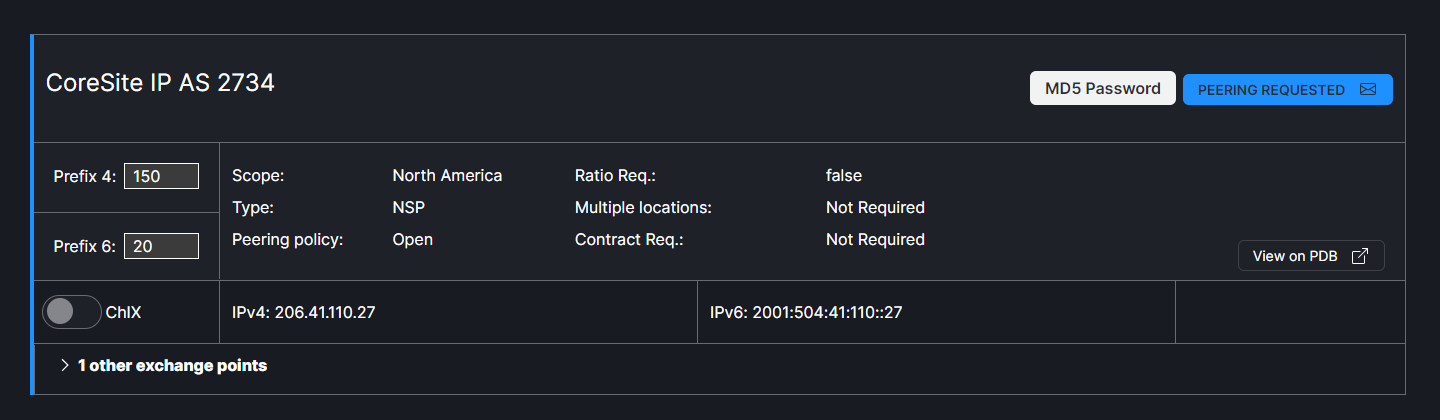 CoreSite IP AS 2734
MD5 Password
PEERING REQUESTED
Prefix 4: 150
Prefix 6: 20
Scope: North America Ratio Req.: false
Type: NSP Multiple locations: Not Required
Peering policy: Open Contract Req.: Not Required
View on PDB
ChIX IPv4: 206.41.110.27 IPv6: 2001:504:41:110::27
1 other exchange points